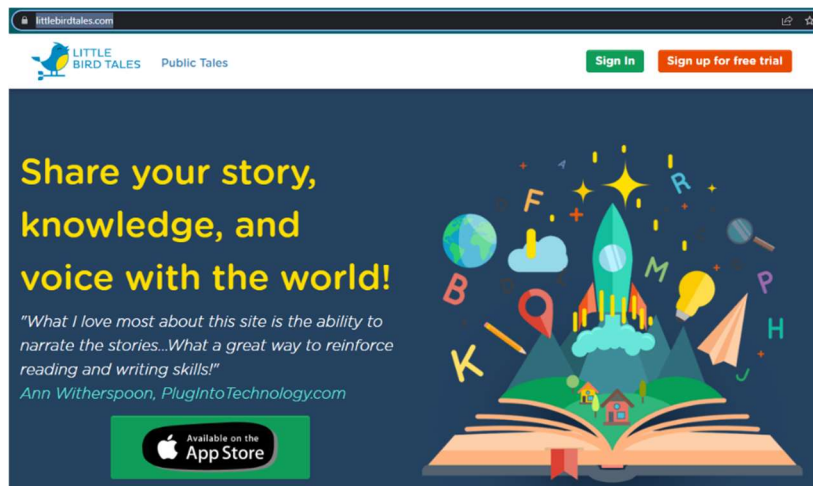 littlebirdtales.com
LITTLE
BIRD TALES
Public Tales
Sign In
Sign up for free trial
Share your story,
knowledge, and
voice with the world!
"What I love most about this site is the ability to
narrate the stories...What a great way to reinforce
reading and writing skills!"
Ann Witherspoon, PlugIntoTechnology.com
Available on the
App Store
A
R
F
B
M
P
H
K
J